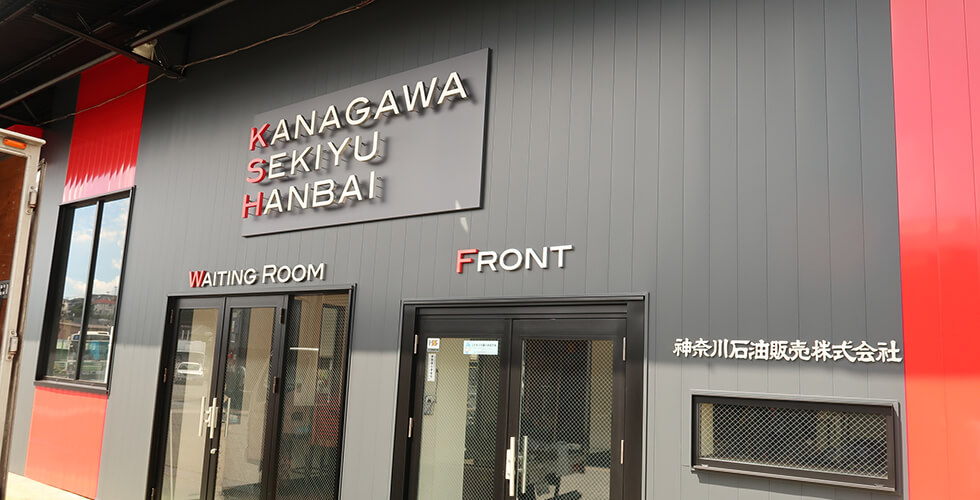 KANAGAWA
SEKIYU
HANBAI
WAITING ROOM
FRONT
神奈川石油販売株式会社